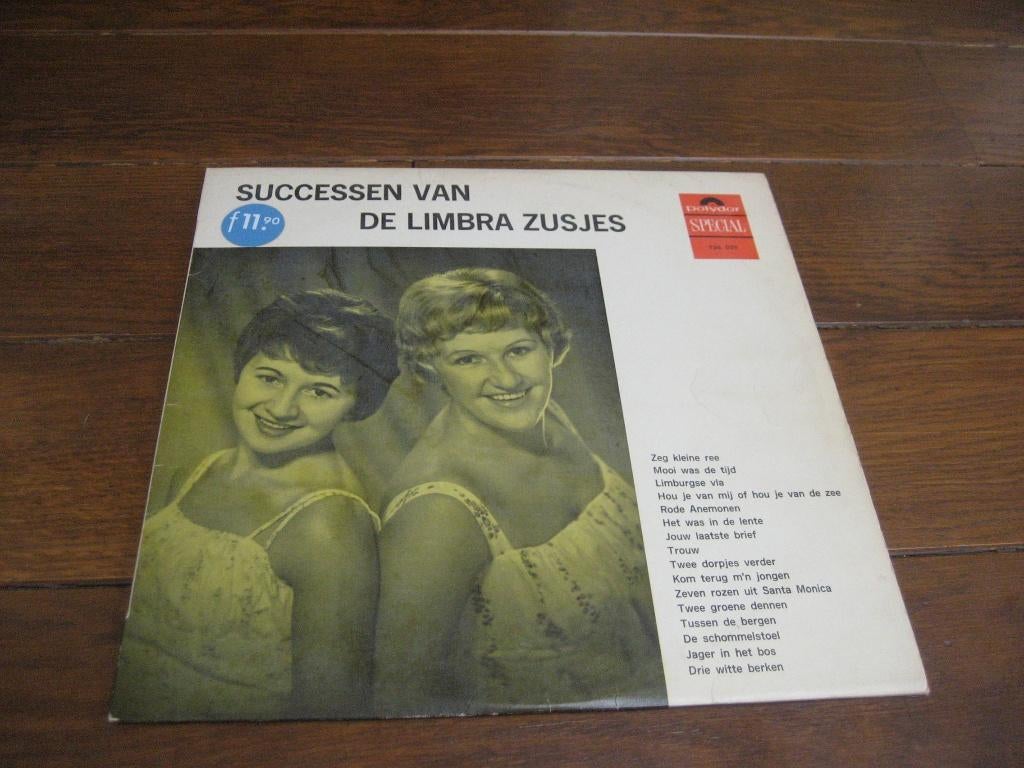 SUCCESSEN VAN
DE LIMBRA ZUSJES
f 11.90
Polydor
SPECIAL
Zeg kleine ree
Mooi was de tijd
Limburgse vla
Hou je van mij of hou je van de zee
Rode Anemonen
Het was in de lente
Jouw laatste brief
Trouw
Twee dorpjes verder
Kom terug m'n jongen
Zeven rozen uit Santa Monica
Twee groene dennen
Tussen de bergen
De schommelstoel
Jager in het bos
Drie witte berken